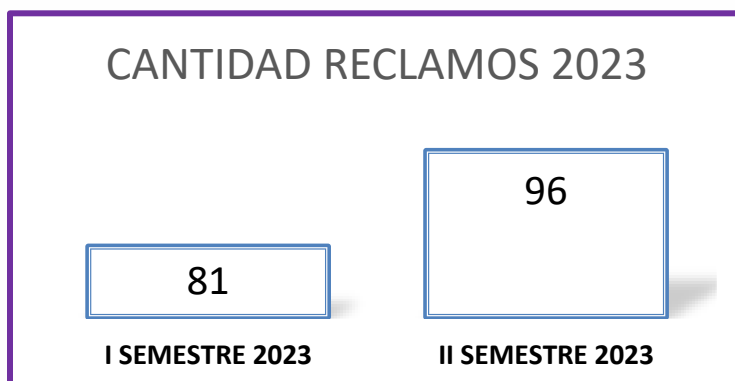 CANTIDAD RECLAMOS 2023
96
81
I SEMESTRE 2023 II SEMESTRE 2023